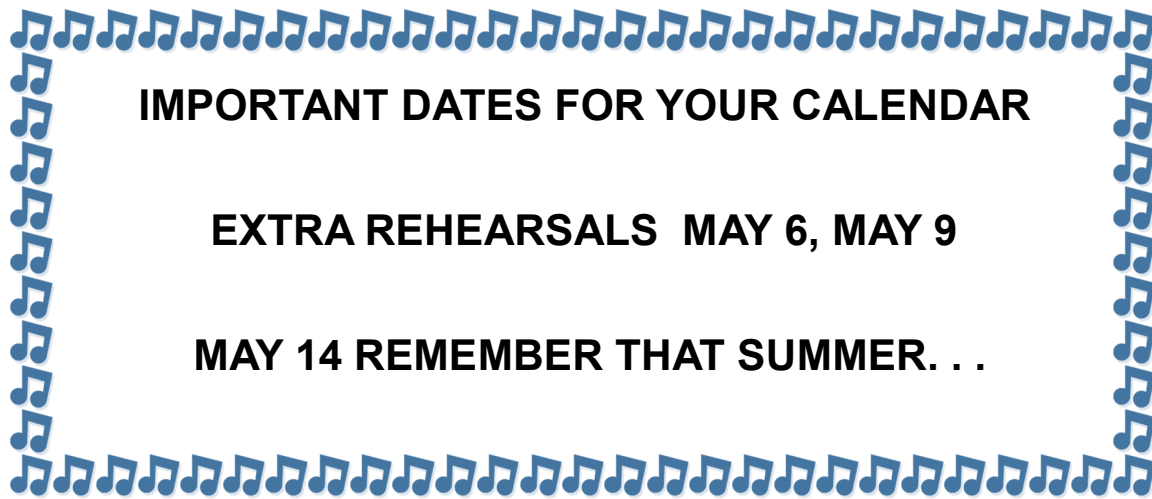 IMPORTANT DATES FOR YOUR CALENDAR
EXTRA REHEARSALS  MAY 6, MAY 9
MAY 14 REMEMBER THAT SUMMER. . .